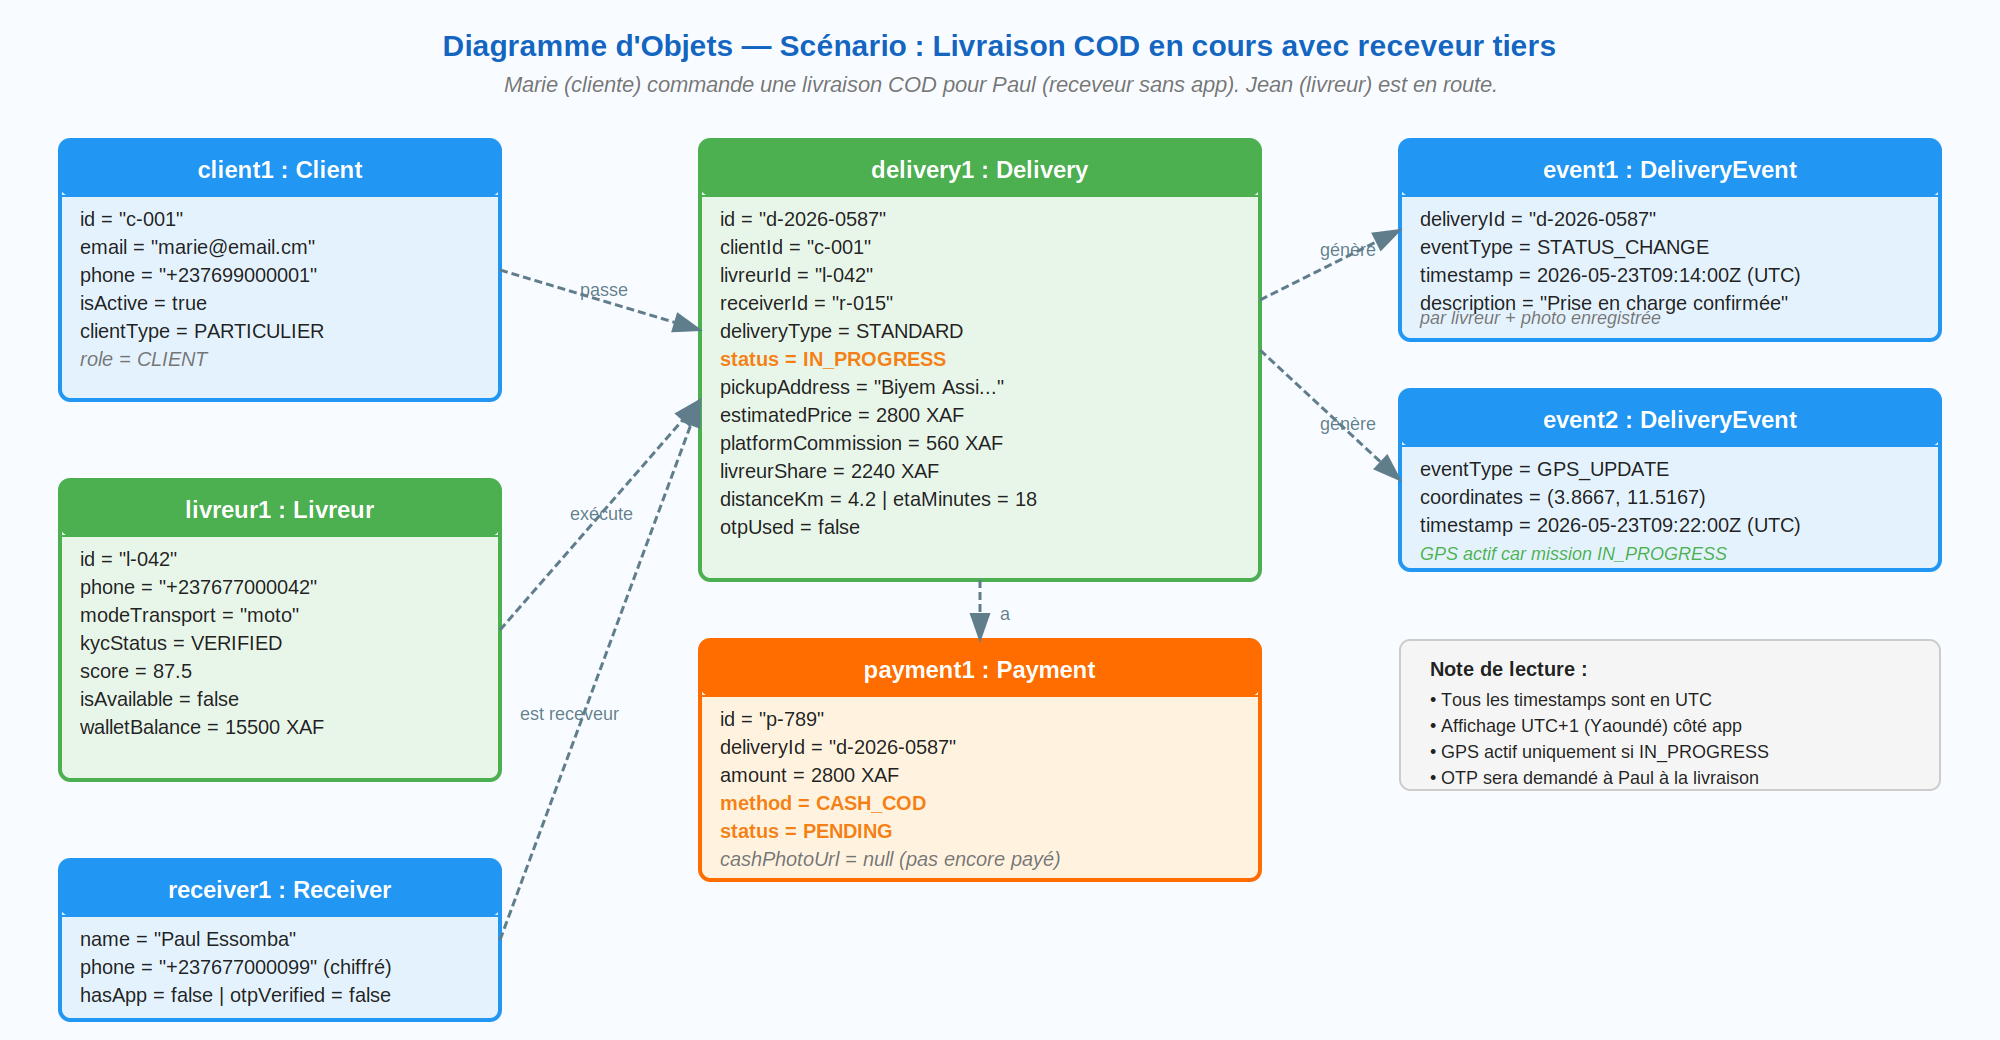 Diagramme d'Objets — Scénario : Livraison COD en cours avec receveur tiers
Marie (cliente) commande une livraison COD pour Paul (receveur sans app). Jean (livreur) est en route.
client1 : Client
id = "c-001"
email = "marie@email.cm"
phone = "+237699000001"
isActive = true
clientType = PARTICULIER
role = CLIENT
livreur1 : Livreur
id = "l-042"
phone = "+237677000042"
modeTransport = "moto"
kycStatus = VERIFIED
score = 87.5
isAvailable = false
walletBalance = 15500 XAF
receiver1 : Receiver
name = "Paul Essomba"
phone = "+237677000099" (chiffré)
hasApp = false | otpVerified = false
passe
exécute
est receveur
delivery1 : Delivery
id = "d-2026-0587"
clientId = "c-001"
livreurId = "l-042"
receiverId = "r-015"
deliveryType = STANDARD
status = IN_PROGRESS
pickupAddress = "Biyem Assi..."
estimatedPrice = 2800 XAF
platformCommission = 560 XAF
livreurShare = 2240 XAF
distanceKm = 4.2 | etaMinutes = 18
otpUsed = false
a
payment1 : Payment
id = "p-789"
deliveryId = "d-2026-0587"
amount = 2800 XAF
method = CASH_COD
status = PENDING
cashPhotoUrl = null (pas encore payé)
génère
génère
event1 : DeliveryEvent
deliveryId = "d-2026-0587"
eventType = STATUS_CHANGE
timestamp = 2026-05-23T09:14:00Z (UTC)
description = "Prise en charge confirmée"
par livreur + photo enregistrée
event2 : DeliveryEvent
eventType = GPS_UPDATE
coordinates = (3.8667, 11.5167)
timestamp = 2026-05-23T09:22:00Z (UTC)
GPS actif car mission IN_PROGRESS
Note de lecture :
• Tous les timestamps sont en UTC
• Affichage UTC+1 (Yaoundé) côté app
• GPS actif uniquement si IN_PROGRESS
• OTP sera demandé à Paul à la livraison